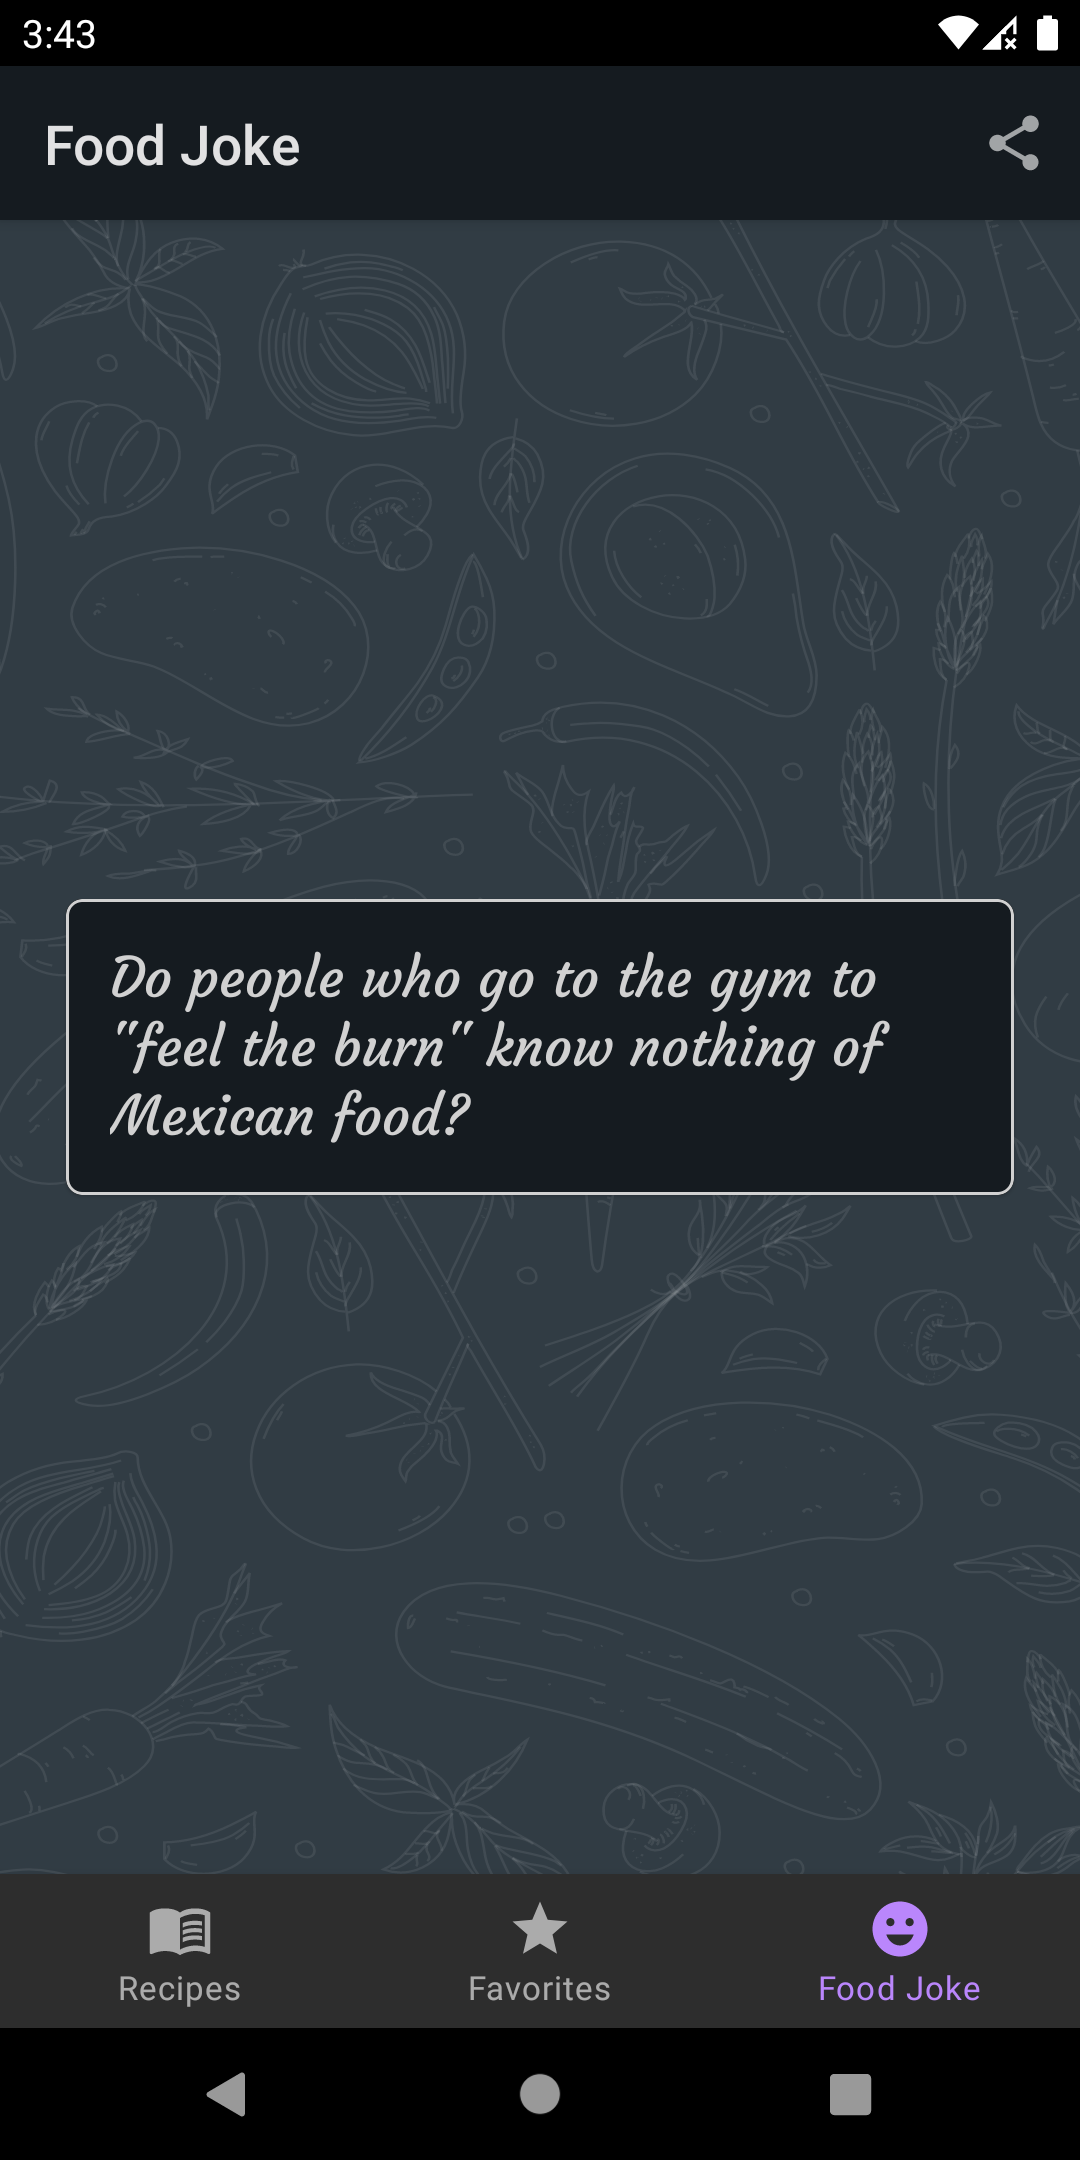 3:43
Food Joke
Do people who go to the gym to
"feel the burn" know nothing of
Mexican food?
Recipes
Favorites
Food Joke